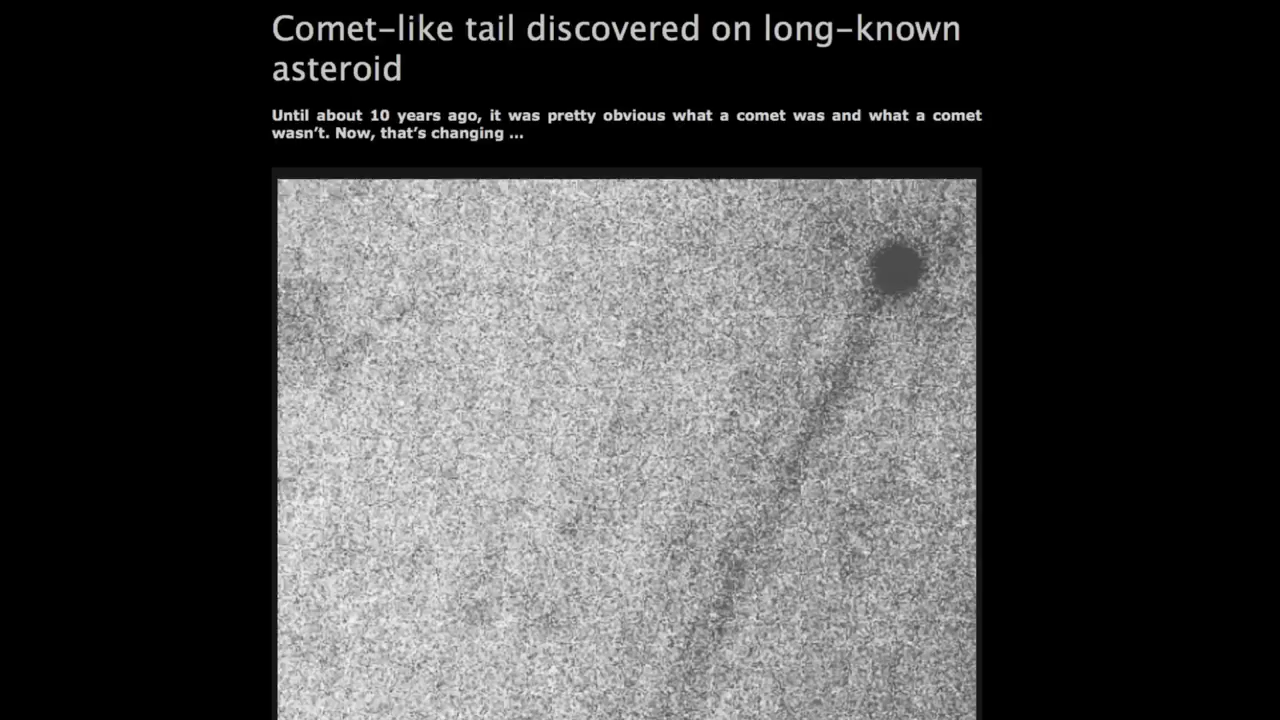 Comet-like tail discovered on long-known
asteroid
Until about 10 years ago, it was pretty obvious what a comet was and what a comet
wasn't. Now, that's changing ...